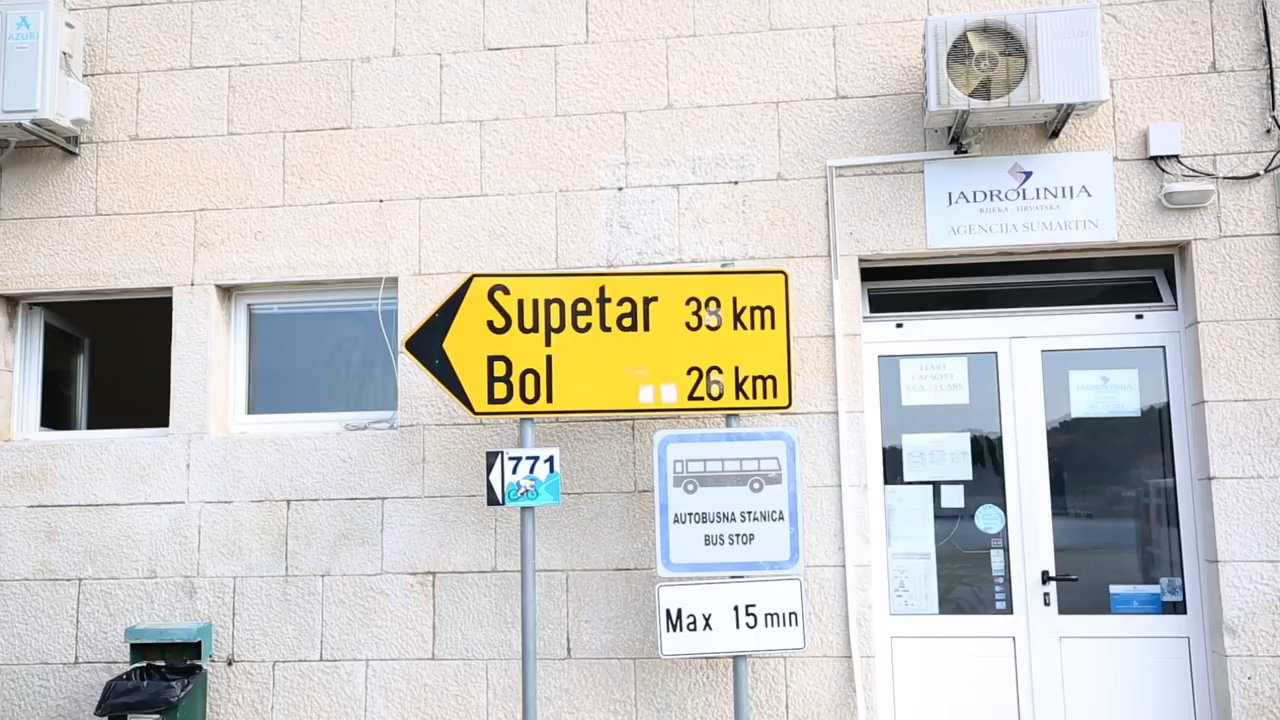 AZURI
JADROLINIJA
RIJEKA - HRVATSKA
AGENCIJA SUMARTIN
Supetar 38 km
Bol 26 km
771
AUTOBUSNA STANICA
BUS STOP
Max 15 min
CAPACITY